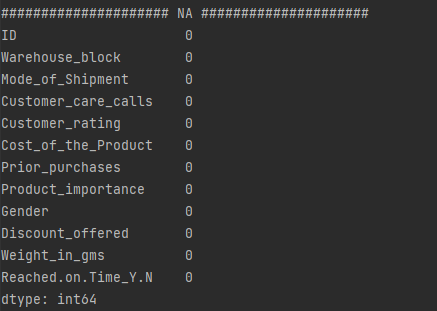 ##################### NA #####################
ID                     0
Warehouse_block        0
Mode_of_Shipment       0
Customer_care_calls    0
Customer_rating        0
Cost_of_the_Product    0
Prior_purchases        0
Product_importance     0
Gender                 0
Discount_offered       0
Weight_in_gms          0
Reached.on.Time_Y.N    0
dtype: int64